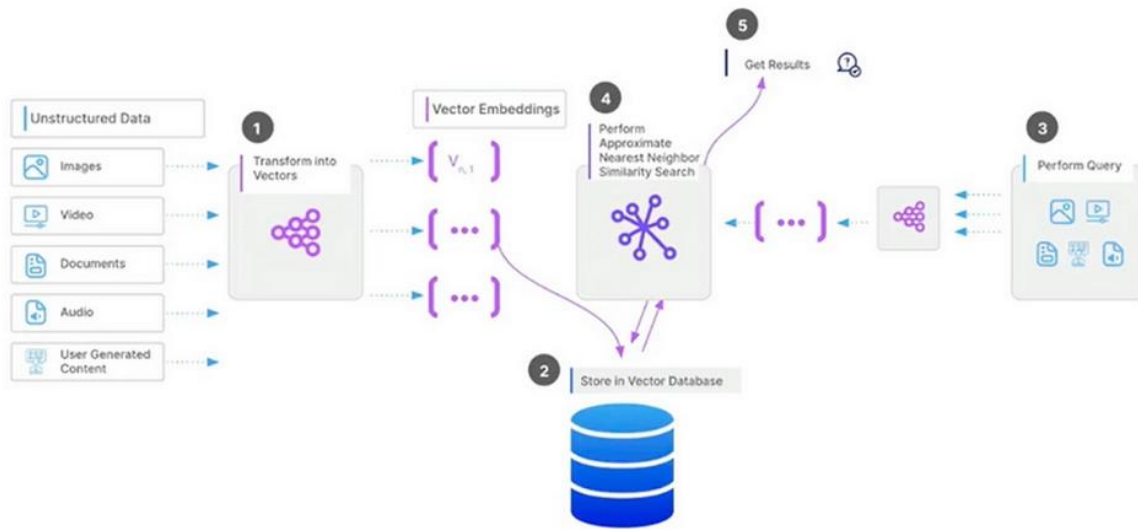 5
Get Results
Unstructured Data
Images
Video
Documents
Audio
User Generated
Content
1
Transform into
Vectors
Vector Embeddings
V n, 1
...
...
4
Perform
Approximate
Nearest Neighbor
Similarity Search
...
3
Perform Query
2
Store in Vector Database